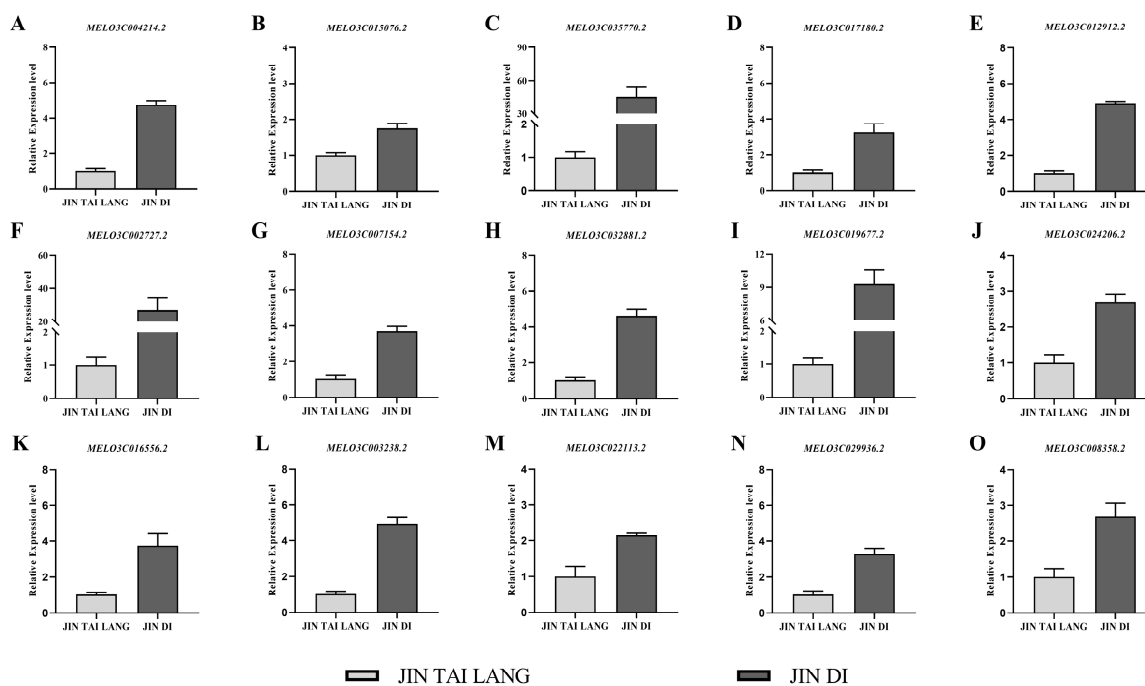 A MELO3C004214.2
Relative Expression level
8
6
4
2
0
JIN TAI LANG JIN DI
B MELO3C015076.2
Relative Expression level
4
3
2
1
0
JIN TAI LANG JIN DI
C MELO3C035770.2
Relative Expression level
90
60
30
2
1
0
JIN TAI LANG JIN DI
D MELO3C017180.2
Relative Expression level
8
6
4
2
0
JIN TAI LANG JIN DI
E MELO3C012912.2
Relative Expression level
8
6
4
2
0
JIN TAI LANG JIN DI
F MELO3C002727.2
Relative Expression level
60
40
20
2
1
0
JIN TAI LANG JIN DI
G MELO3C007154.2
Relative Expression level
8
6
4
2
0
JIN TAI LANG JIN DI
H MELO3C032881.2
Relative Expression level
8
6
4
2
0
JIN TAI LANG JIN DI
I MELO3C019677.2
Relative Expression level
12
9
6
2
1
0
JIN TAI LANG JIN DI
J MELO3C024206.2
Relative Expression level
4
3
2
1
0
JIN TAI LANG JIN DI
K MELO3C016556.2
Relative Expression level
8
6
4
2
0
JIN TAI LANG JIN DI
L MELO3C003238.2
Relative Expression level
8
6
4
2
0
JIN TAI LANG JIN DI
M MELO3C022113.2
Relative Expression level
4
3
2
1
0
JIN TAI LANG JIN DI
N MELO3C029936.2
Relative Expression level
8
6
4
2
0
JIN TAI LANG JIN DI
O MELO3C008358.2
Relative Expression level
4
3
2
1
0
JIN TAI LANG JIN DI
JIN TAI LANG JIN DI